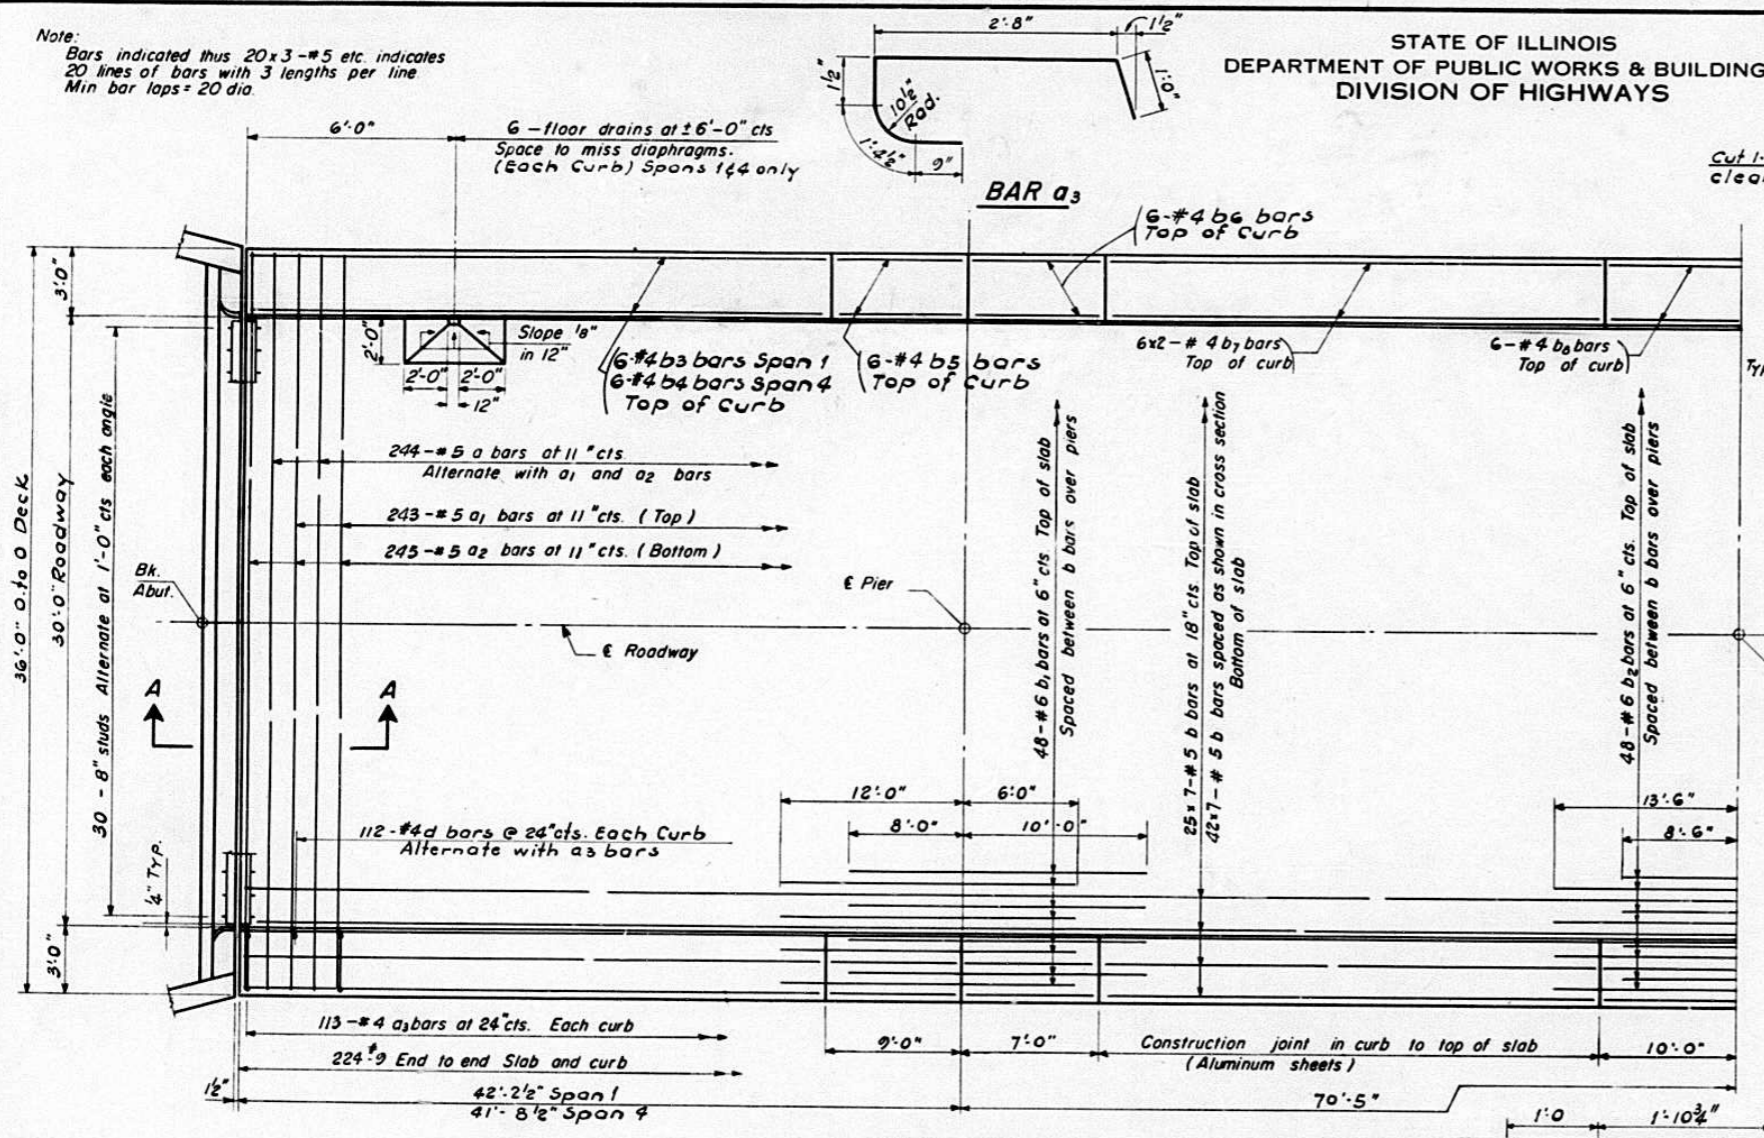 Note:
Bars indicated thus 20x3-#5 etc. indicates
20 lines of bars with 3 lengths per line
Min bar laps = 20 dia.
2'-8"
1½"
1½"
1'-0"
10½"
Rad.
1'-4½"
9"
BAR a3
STATE OF ILLINOIS
DEPARTMENT OF PUBLIC WORKS & BUILDING
DIVISION OF HIGHWAYS
Cut 1-
clea
6'-0"
6 - floor drains at ± 6'-0" cts
Space to miss diaphragms.
(Each Curb) Spans 1&4 only
6-#4 b6 bars
Top of Curb
3'-0"
2'-0"
Slope 1/8"
in 12"
2'-0"
2'-0"
12"
6-#4 b3 bars Span 1
6-#4 b4 bars Span 4
Top of Curb
6-#4 b5 bars
Top of Curb
6x2-#4 b7 bars
Top of curb
6-#4 b8 bars
Top of curb
36'-0" O. to O Deck
30'-0" Roadway
30 - 8" studs Alternate at 1'-0" cts each angle
244-#5 a bars at 11" cts.
Alternate with a1 and a2 bars
243-#5 a1 bars at 11" cts. (Top)
245-#5 a2 bars at 11" cts. (Bottom)
Bk.
Abut.
℄ Pier
℄ Roadway
A
A
48-#6 b1 bars at 6" cts Top of slab
Spaced between b bars over piers
25x7-#5 b bars at 18" cts. Top of slab
42x7-#5 b bars spaced as shown in cross section
Bottom of slab
48-#6 b2 bars at 6" cts. Top of slab
Spaced between b bars over piers
12'-0"
6'-0"
8'-0"
10'-0"
13'-6"
8'-6"
112-#4 d bars @ 24" cts. Each Curb
Alternate with a3 bars
¼" TYP.
3'-0"
113-#4 a3 bars at 24" cts. Each curb
224'-9 End to end Slab and curb
9'-0"
7'-0"
Construction joint in curb to top of slab
(Aluminum sheets)
10'-0"
1½"
42'-2½" Span 1
41'-8½" Span 4
70'-5"
1'-0
1'-10¾"